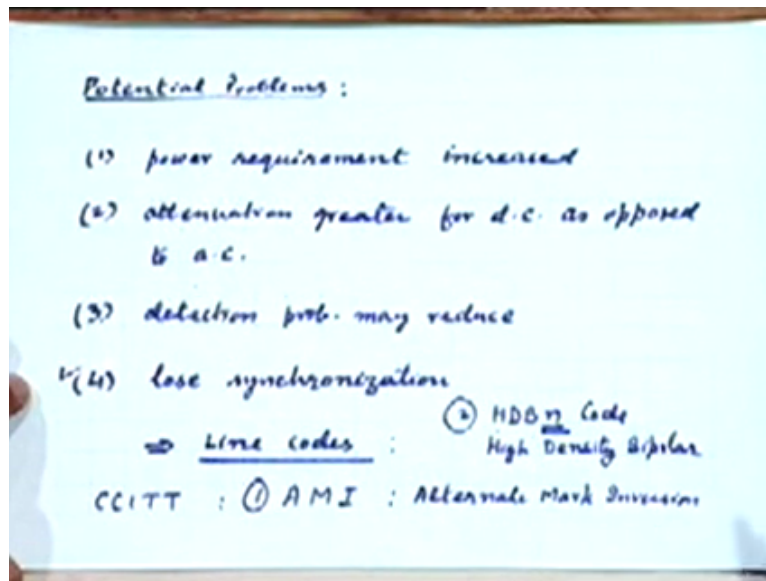 Potential Problems :
(1) power requirement increased
(2) attenuation greater for d.c. as opposed
to a.c.
(3) detection prob. may reduce
(4) lose synchronization
② HDBn Code
⇒ Line codes : High Density Bipolar
CCITT : ① AMI : Alternate Mark Inversion